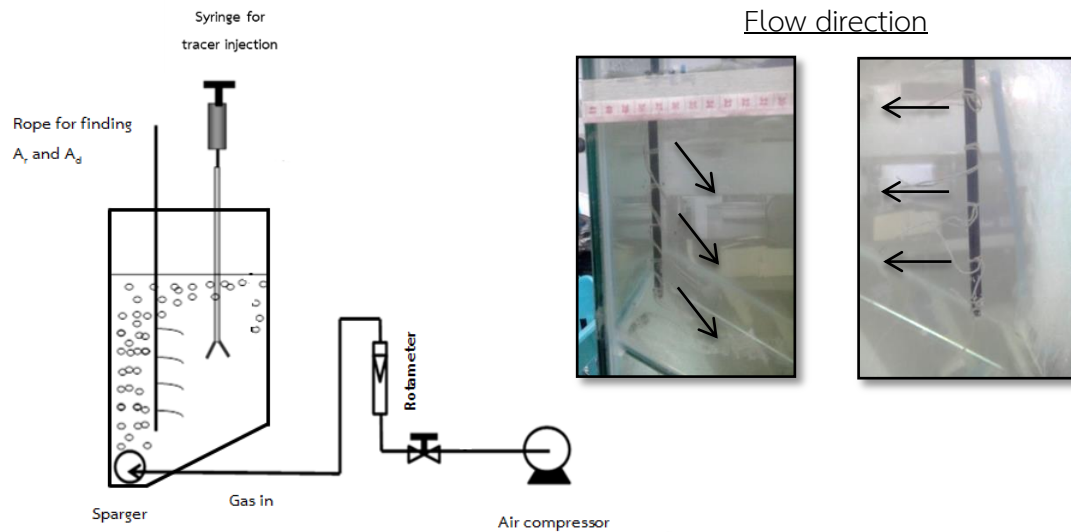 Syringe for
tracer injection
Rope for finding
Ar and Ad
Rotameter
Gas in
Sparger
Air compressor
Flow direction